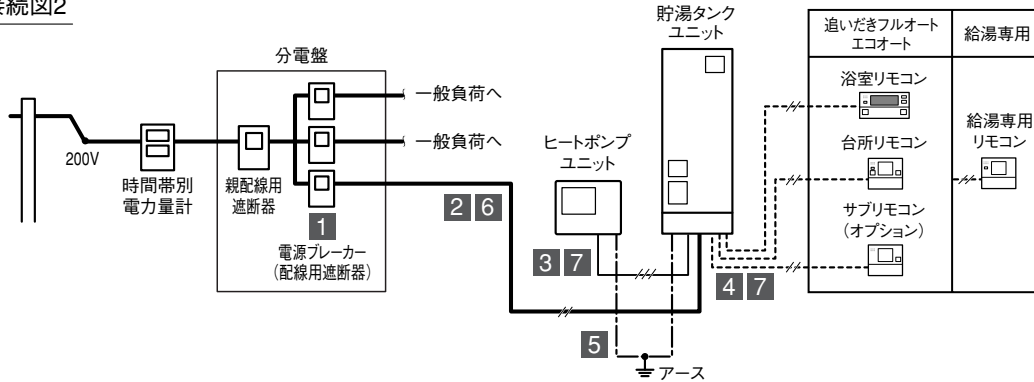 接続図2
分電盤
200V
時間帯別
電力量計
親配線用
遮断器
一般負荷へ
一般負荷へ
1
電源ブレーカー
(配線用遮断器)
2 6
ヒートポンプ
ユニット
3 7
貯湯タンク
ユニット
4 7
5
アース
追いだきフルオート
エコオート
給湯専用
浴室リモコン
台所リモコン
サブリモコン
(オプション)
給湯専用
リモコン